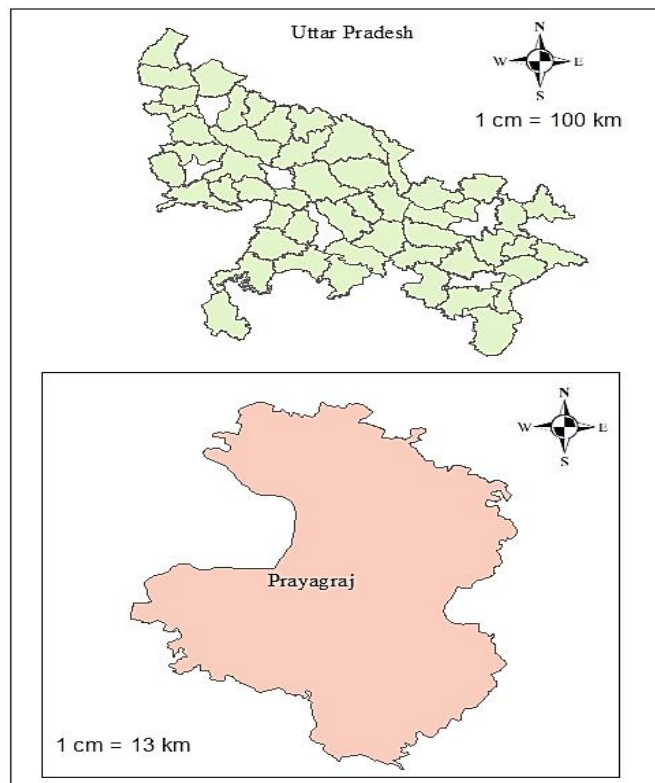 Uttar Pradesh
N
W E
S
1 cm = 100 km
N
W E
S
Prayagraj
1 cm = 13 km